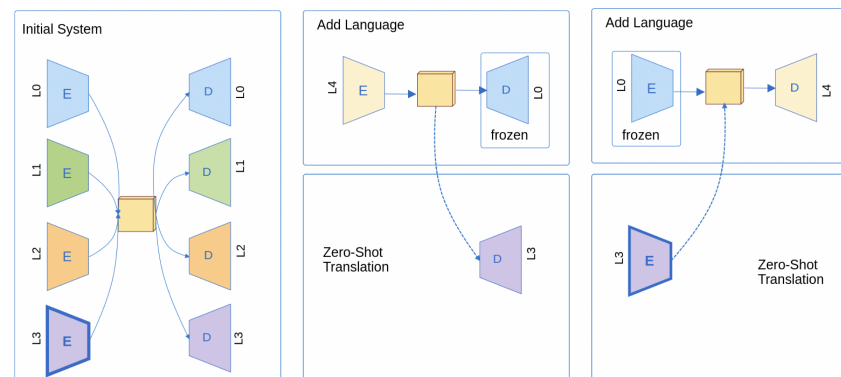 Initial System
L0
E
D
L0
L1
E
D
L1
L2
E
D
L2
L3
E
D
L3
Add Language
L4
E
D
L0
frozen
Zero-Shot
Translation
D
L3
Add Language
L0
E
frozen
D
L4
L3
E
Zero-Shot
Translation